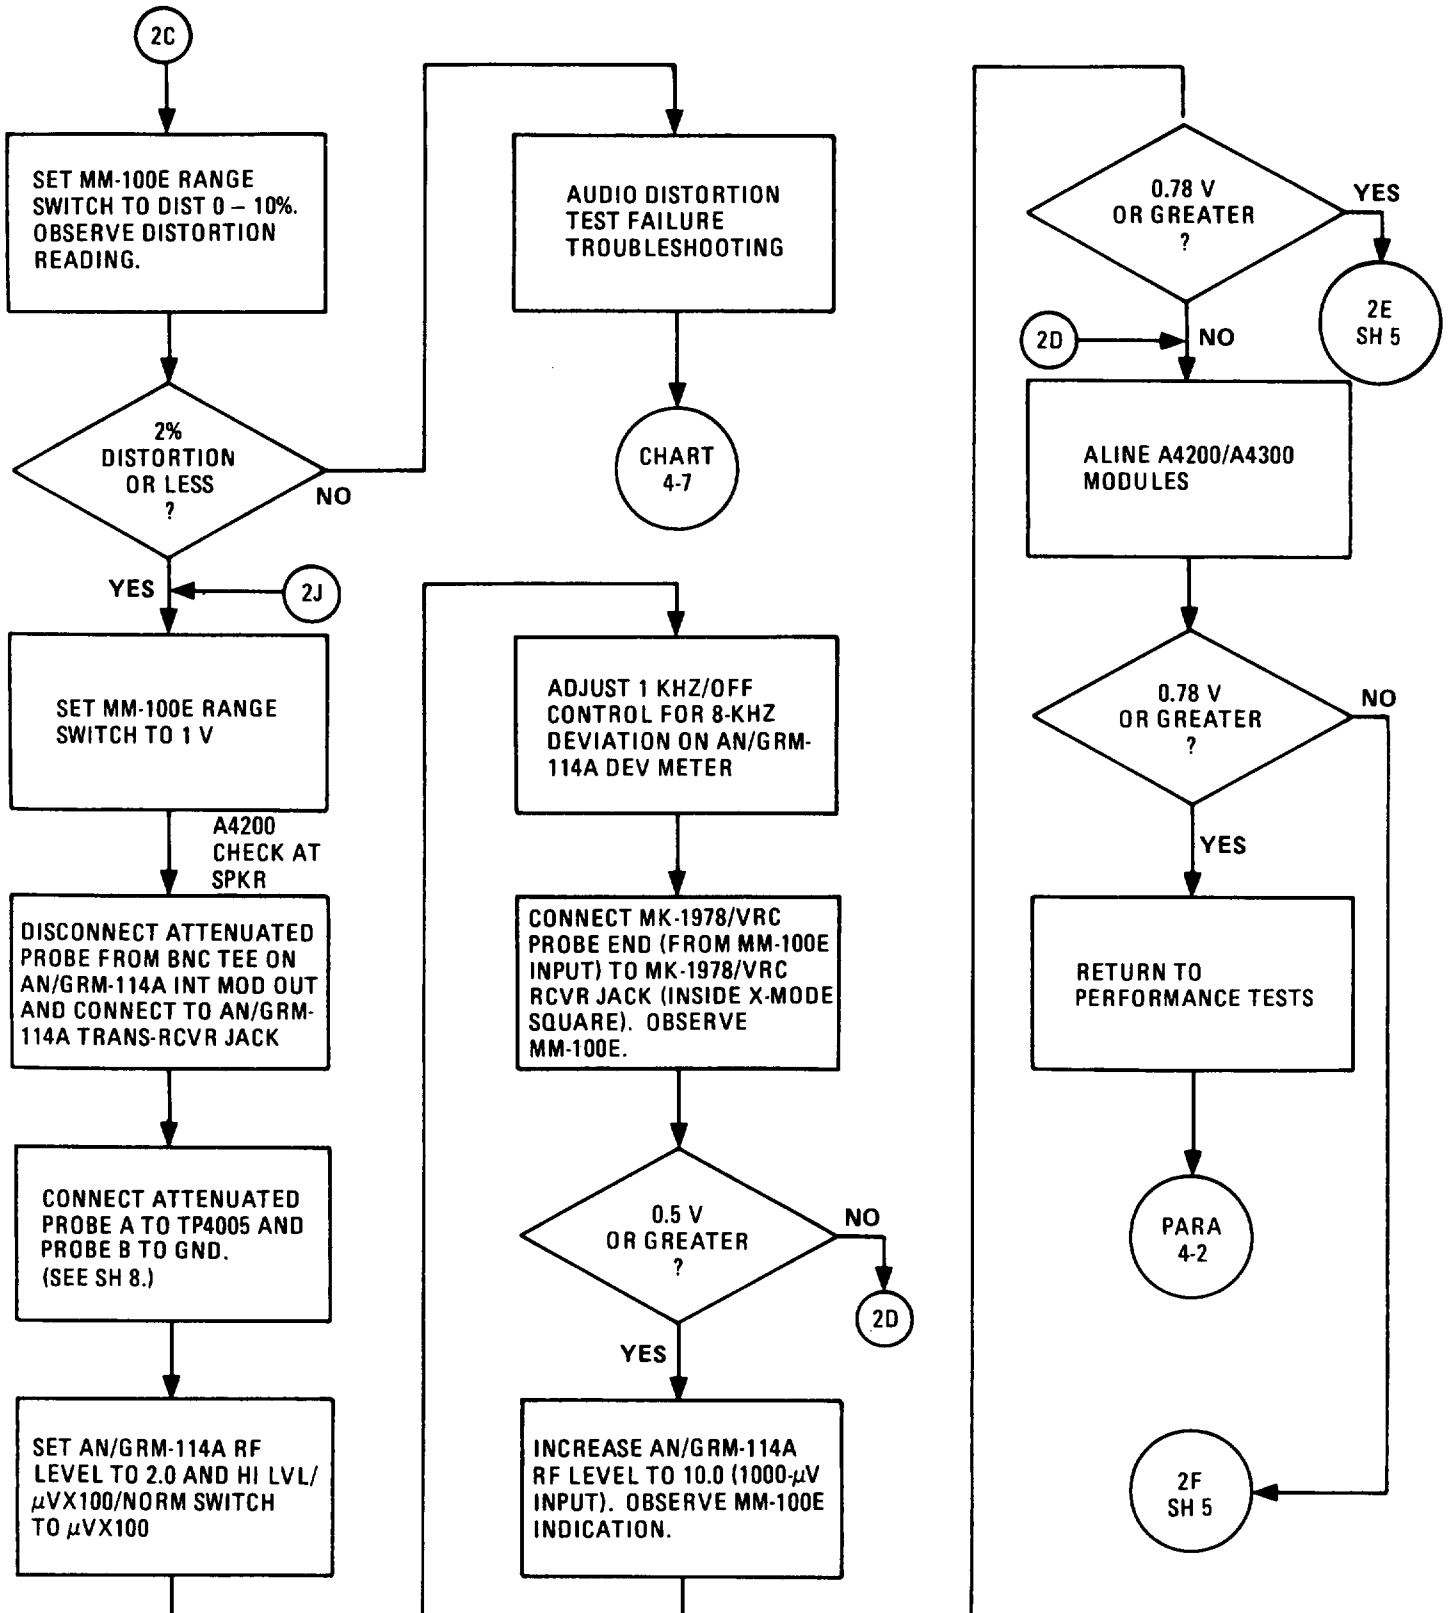 2C
SET MM-100E RANGE
SWITCH TO DIST 0 – 10%.
OBSERVE DISTORTION
READING.
2%
DISTORTION
OR LESS
?
NO
YES
2J
SET MM-100E RANGE
SWITCH TO 1 V
A4200
CHECK AT
SPKR
DISCONNECT ATTENUATED
PROBE FROM BNC TEE ON
AN/GRM-114A INT MOD OUT
AND CONNECT TO AN/GRM-
114A TRANS-RCVR JACK
CONNECT ATTENUATED
PROBE A TO TP4005 AND
PROBE B TO GND.
(SEE SH 8.)
SET AN/GRM-114A RF
LEVEL TO 2.0 AND HI LVL/
μVX100/NORM SWITCH
TO μVX100
AUDIO DISTORTION
TEST FAILURE
TROUBLESHOOTING
CHART
4-7
ADJUST 1 KHZ/OFF
CONTROL FOR 8-KHZ
DEVIATION ON AN/GRM-
114A DEV METER
CONNECT MK-1978/VRC
PROBE END (FROM MM-100E
INPUT) TO MK-1978/VRC
RCVR JACK (INSIDE X-MODE
SQUARE). OBSERVE
MM-100E.
0.5 V
OR GREATER
?
NO
2D
YES
INCREASE AN/GRM-114A
RF LEVEL TO 10.0 (1000-μV
INPUT). OBSERVE MM-100E
INDICATION.
0.78 V
OR GREATER
?
YES
2E
SH 5
2D
NO
ALINE A4200/A4300
MODULES
0.78 V
OR GREATER
?
NO
YES
RETURN TO
PERFORMANCE TESTS
PARA
4-2
2F
SH 5